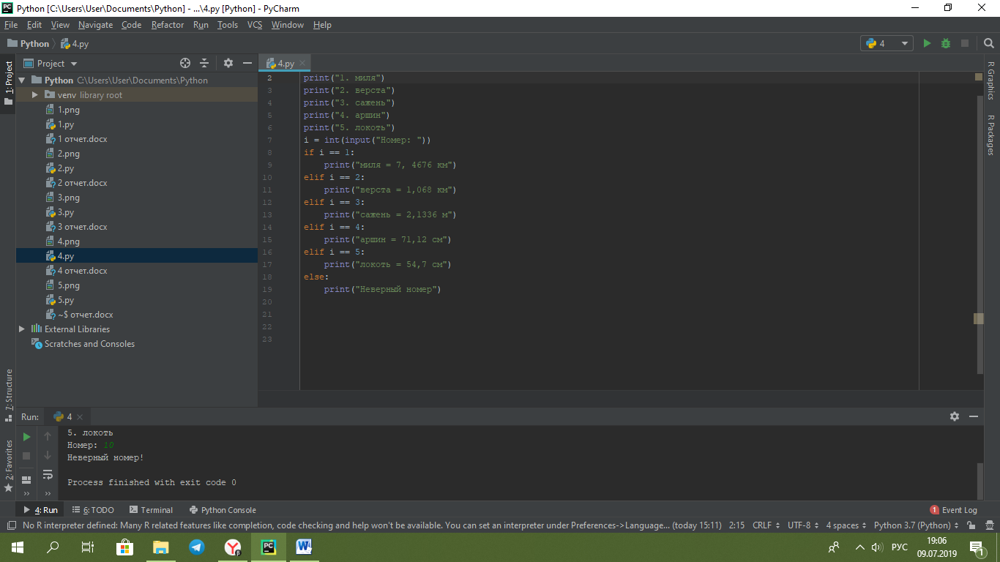 Python [C:\Users\User\Documents\Python] - ...\4.py [Python] - PyCharm
File Edit View Navigate Code Refactor Run Tools VCS Window Help
Python 4.py 4
Project 4.py
1: Project
Python C:\Users\User\Documents\Python
venv library root
1.png
1.py
1 отчет.docx
2.png
2.py
2 отчет.docx
3.png
3.py
3 отчет.docx
4.png
4.py
4 отчет.docx
5.png
5.py
~$ отчет.docx
External Libraries
Scratches and Consoles
7: Structure
2: Favorites
2 print("1. миля")
3 print("2. верста")
4 print("3. сажень")
5 print("4. аршин")
6 print("5. локоть")
7 i = int(input("Номер: "))
8 if i == 1:
9 print("миля = 7, 4676 км")
10 elif i == 2:
11 print("верста = 1,068 км")
12 elif i == 3:
13 print("сажень = 2,1336 м")
14 elif i == 4:
15 print("аршин = 71,12 см")
16 elif i == 5:
17 print("локоть = 54,7 см")
18 else:
19 print("Неверный номер")
20
21
22
23
R Graphics
R Packages
Run: 4
5. локоть
Номер: 10
Неверный номер!
Process finished with exit code 0
4: Run 6: TODO Terminal Python Console 1 Event Log
No R interpreter defined: Many R related features like completion, code checking and help won't be available. You can set an interpreter under Preferences->Language... (today 15:11) 2:15 CRLF UTF-8 4 spaces Python 3.7 (Python)
РУС 19:06
09.07.2019 1